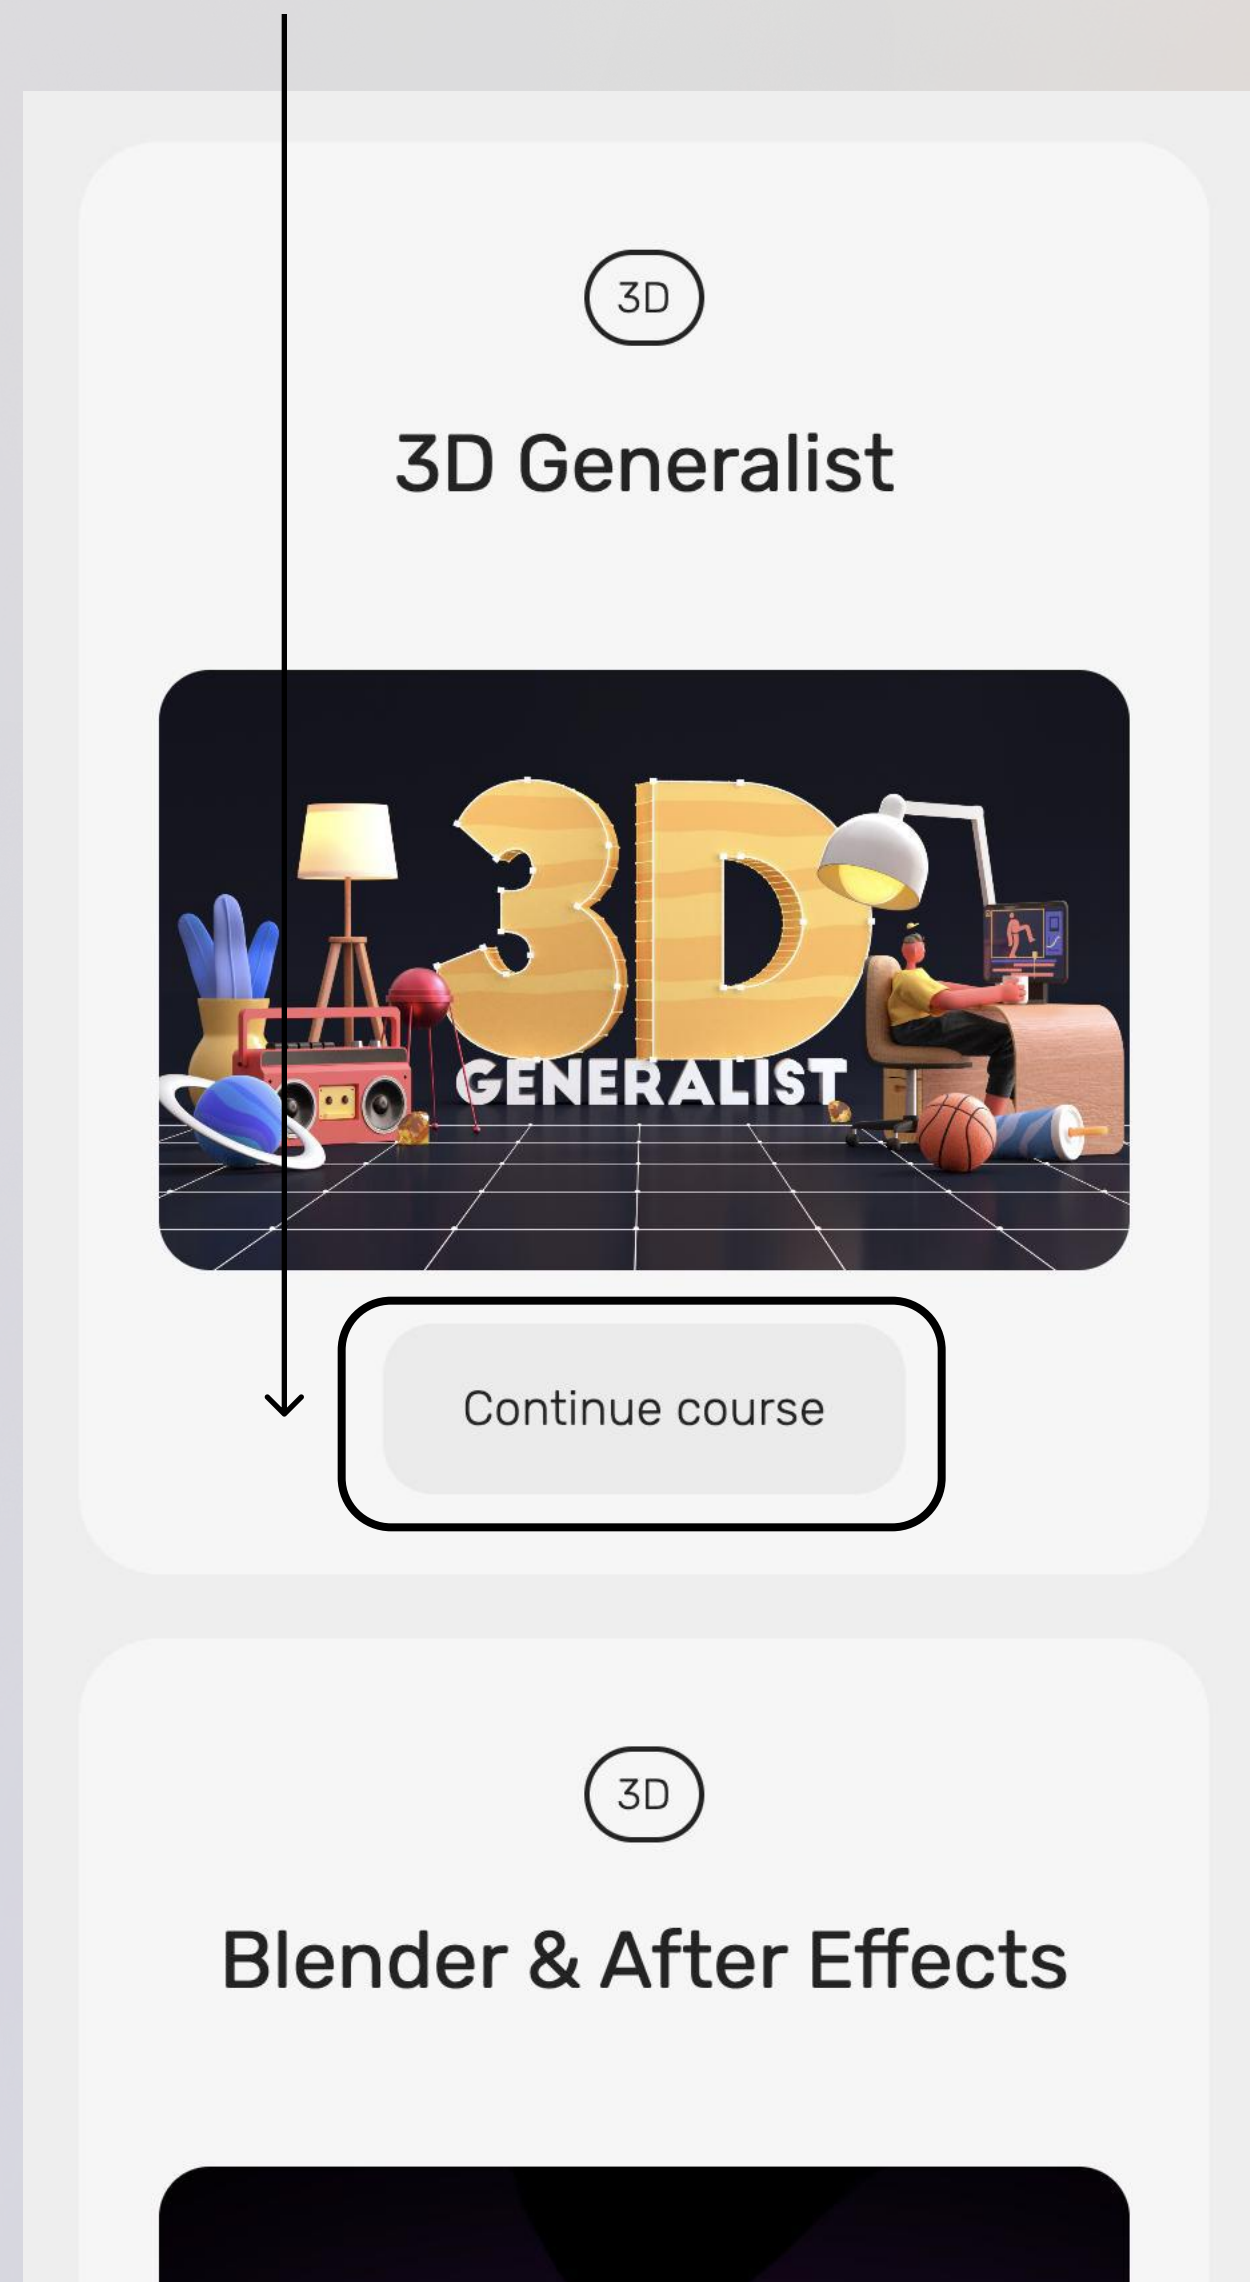 3D
3D Generalist
3D
GENERALIST
Continue course
3D
Blender & After Effects